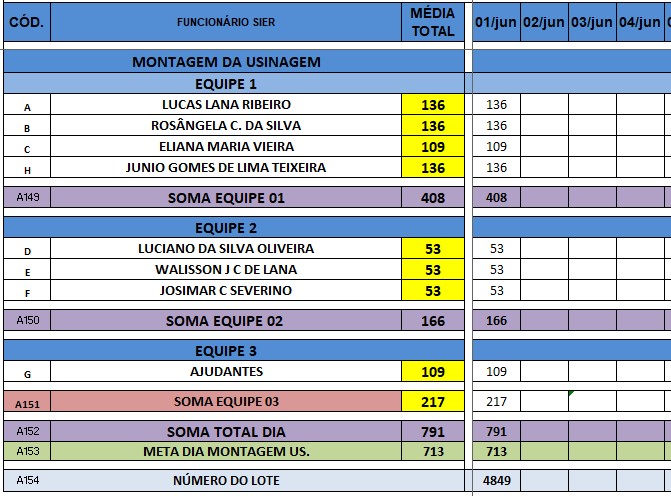 CÓD. FUNCIONÁRIO SIER MÉDIA TOTAL 01/jun 02/jun 03/jun 04/jun
MONTAGEM DA USINAGEM
EQUIPE 1
A LUCAS LANA RIBEIRO 136 136
B ROSÂNGELA C. DA SILVA 136 136
C ELIANA MARIA VIEIRA 109 109
H JUNIO GOMES DE LIMA TEIXEIRA 136 136
A149 SOMA EQUIPE 01 408 408
EQUIPE 2
D LUCIANO DA SILVA OLIVEIRA 53 53
E WALISSON J C DE LANA 53 53
F JOSIMAR C SEVERINO 53 53
A150 SOMA EQUIPE 02 166 166
EQUIPE 3
G AJUDANTES 109 109
A151 SOMA EQUIPE 03 217 217
A152 SOMA TOTAL DIA 791 791
A153 META DIA MONTAGEM US. 713 713
A154 NÚMERO DO LOTE 4849